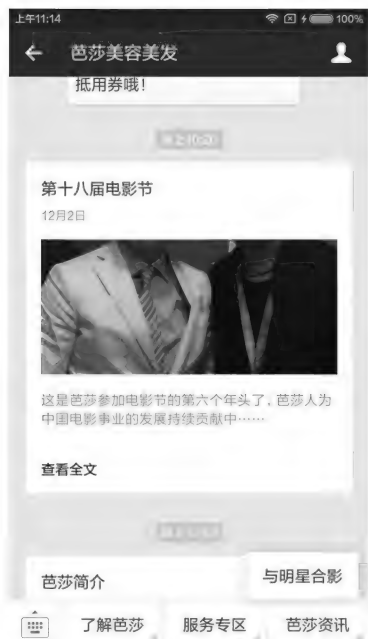 上午11:14
100%
芭莎美容美发
抵用券哦！
第十八届电影节
12月2日
这是芭莎参加电影节的第六个年头了，芭莎人为
中国电影事业的发展持续贡献中……
查看全文
芭莎简介
与明星合影
了解芭莎
服务专区
芭莎资讯